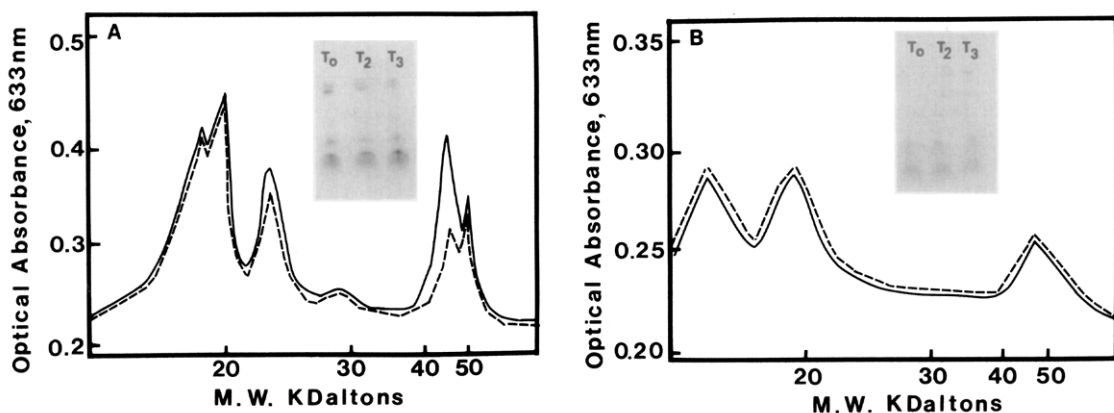 Optical Absorbance, 633nm
0.5
0.4
0.3
0.2
A
T0 T2 T3
20 30 40 50
M.W. KDaltons
Optical Absorbance, 633nm
0.35
0.30
0.25
0.20
B
T0 T2 T3
20 30 40 50
M.W. KDaltons